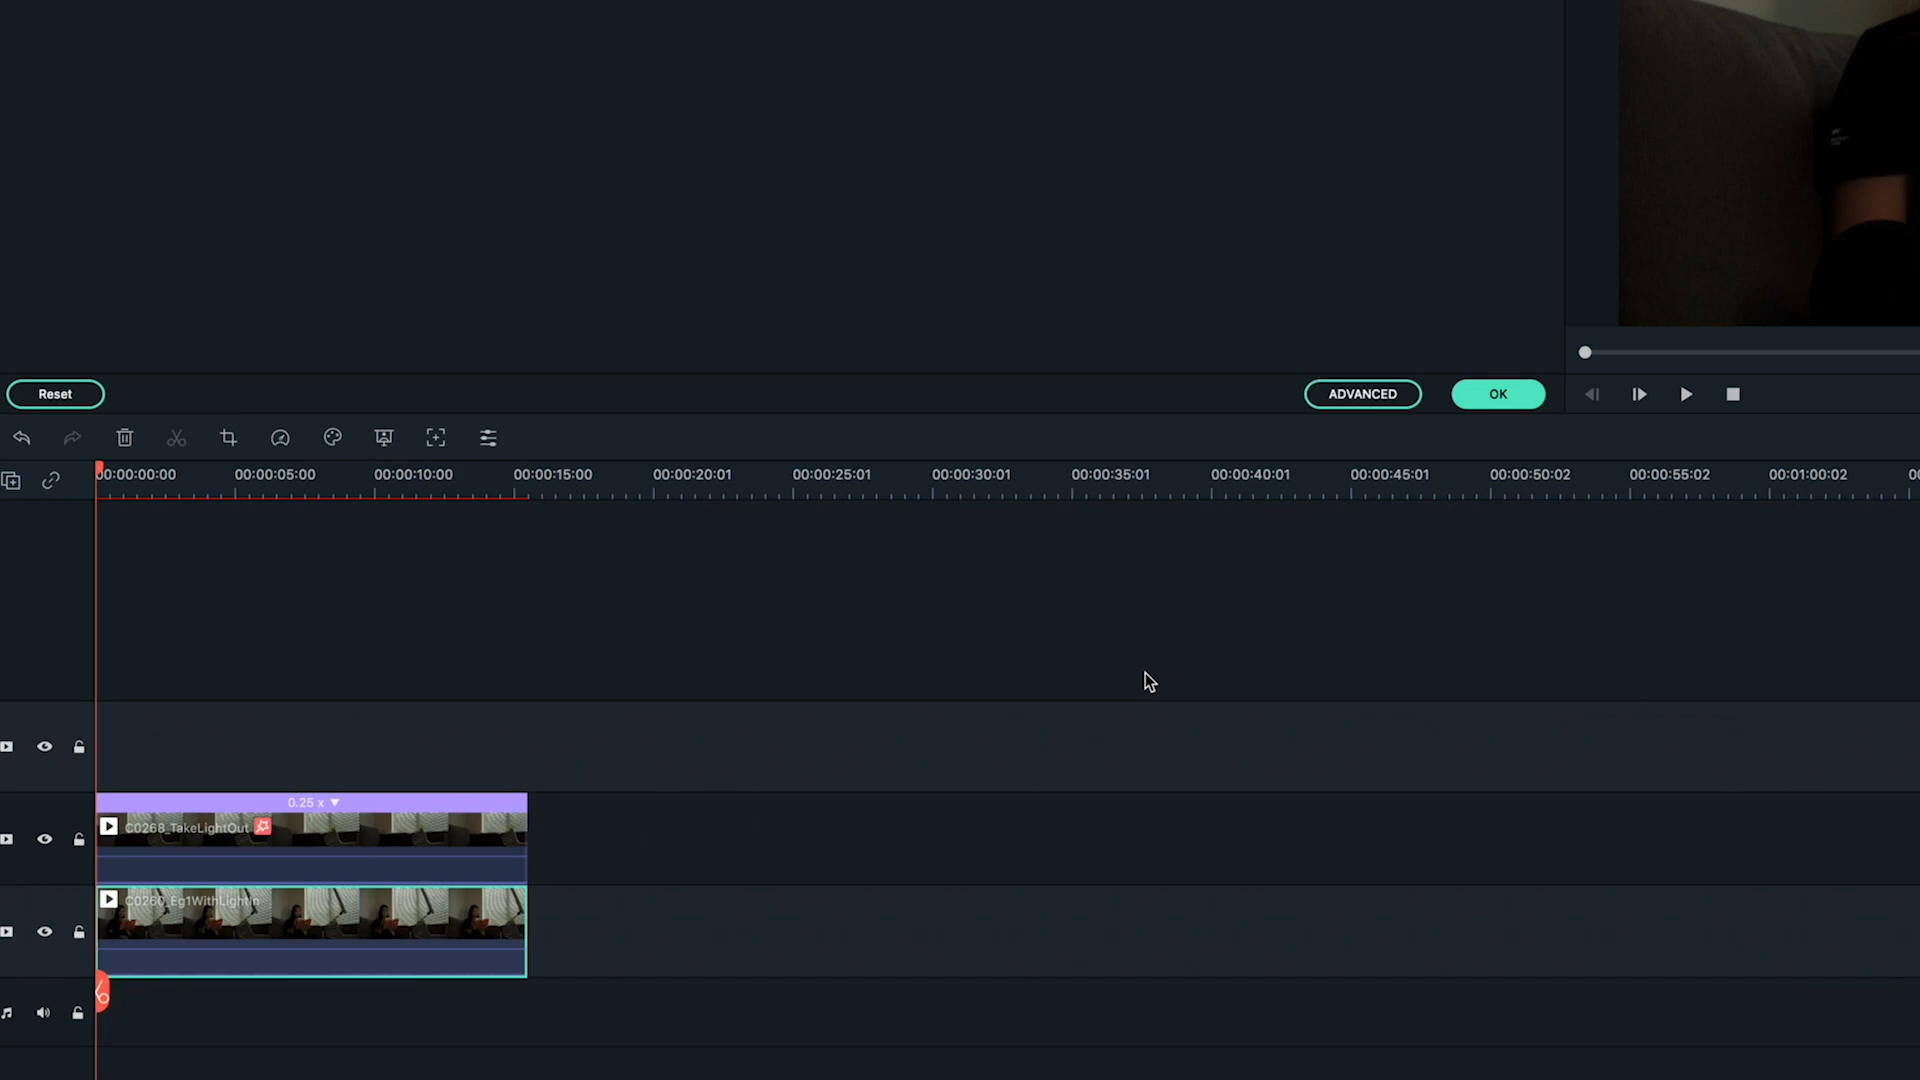 Reset
ADVANCED
OK
00:00:00:00
00:00:05:00
00:00:10:00
00:00:15:00
00:00:20:01
00:00:25:01
00:00:30:01
00:00:35:01
00:00:40:01
00:00:45:01
00:00:50:02
00:00:55:02
00:01:00:02
0.25 x
C0268_TakeLightOut
C0260_Eg1WithLightIn